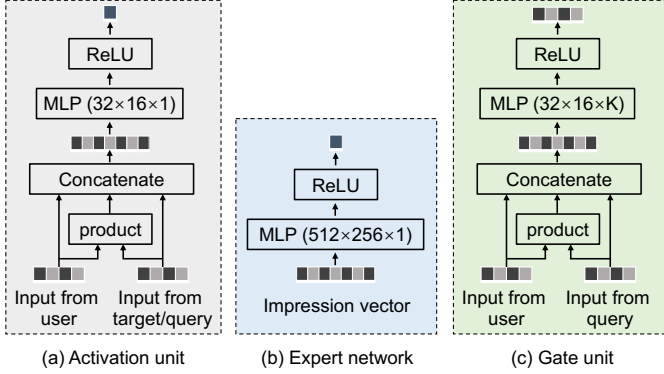 ReLU
MLP (32×16×1)
Concatenate
product
Input from
user
Input from
target/query
(a) Activation unit
ReLU
MLP (512×256×1)
Impression vector
(b) Expert network
ReLU
MLP (32×16×K)
Concatenate
product
Input from
user
Input from
query
(c) Gate unit